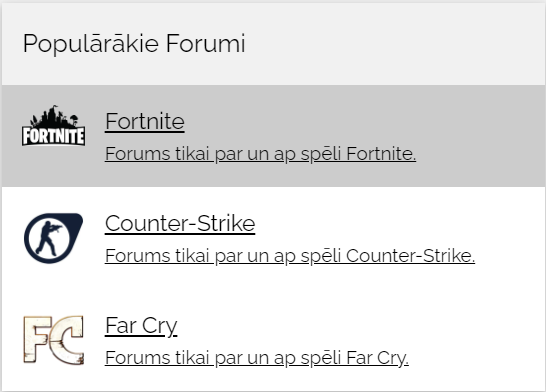 Populārākie Forumi
FORTNITE
Fortnite
Forums tikai par un ap spēli Fortnite.
Counter-Strike
Forums tikai par un ap spēli Counter-Strike.
FC
Far Cry
Forums tikai par un ap spēli Far Cry.